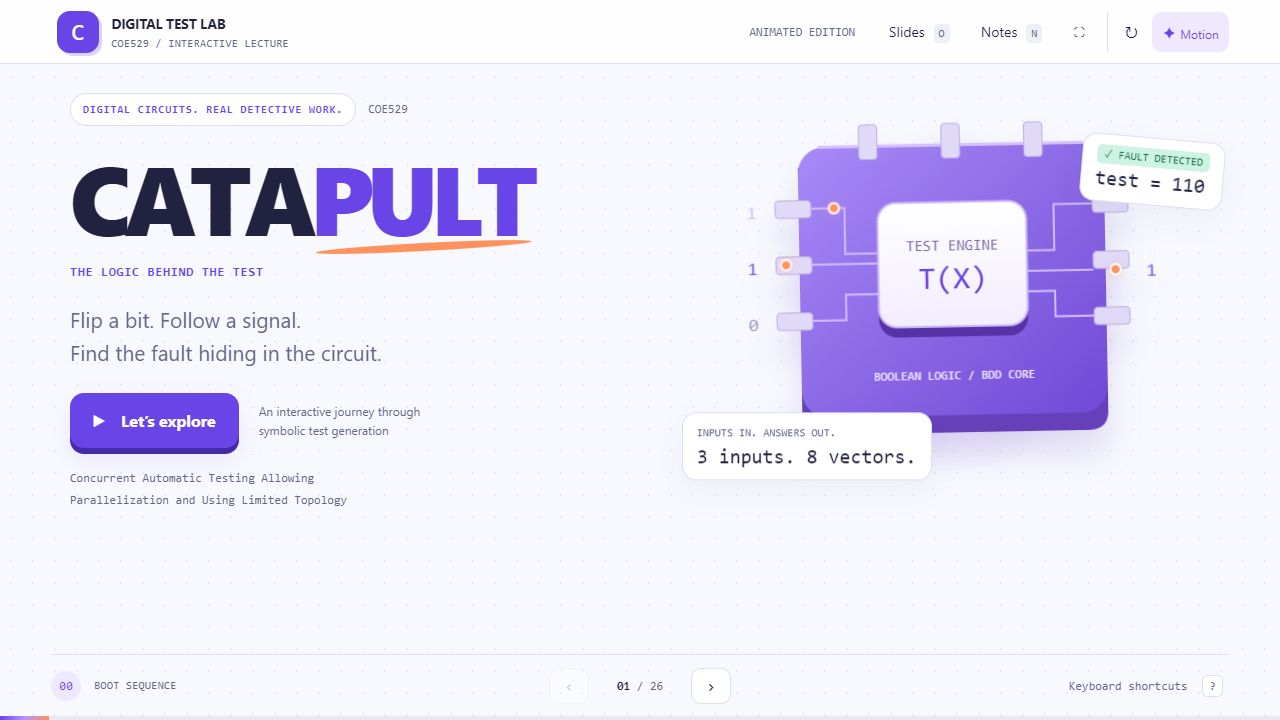 C
DIGITAL TEST LAB
COE529 / INTERACTIVE LECTURE
ANIMATED EDITION
Slides O
Notes N
Motion
DIGITAL CIRCUITS. REAL DETECTIVE WORK.
COE529
CATAPULT
THE LOGIC BEHIND THE TEST
Flip a bit. Follow a signal.
Find the fault hiding in the circuit.
Let's explore
An interactive journey through
symbolic test generation
Concurrent Automatic Testing Allowing
Parallelization and Using Limited Topology
✓ FAULT DETECTED
test = 110
1
1
0
TEST ENGINE
T(X)
1
BOOLEAN LOGIC / BDD CORE
INPUTS IN. ANSWERS OUT.
3 inputs. 8 vectors.
00
BOOT SEQUENCE
‹
01 / 26
›
Keyboard shortcuts ?